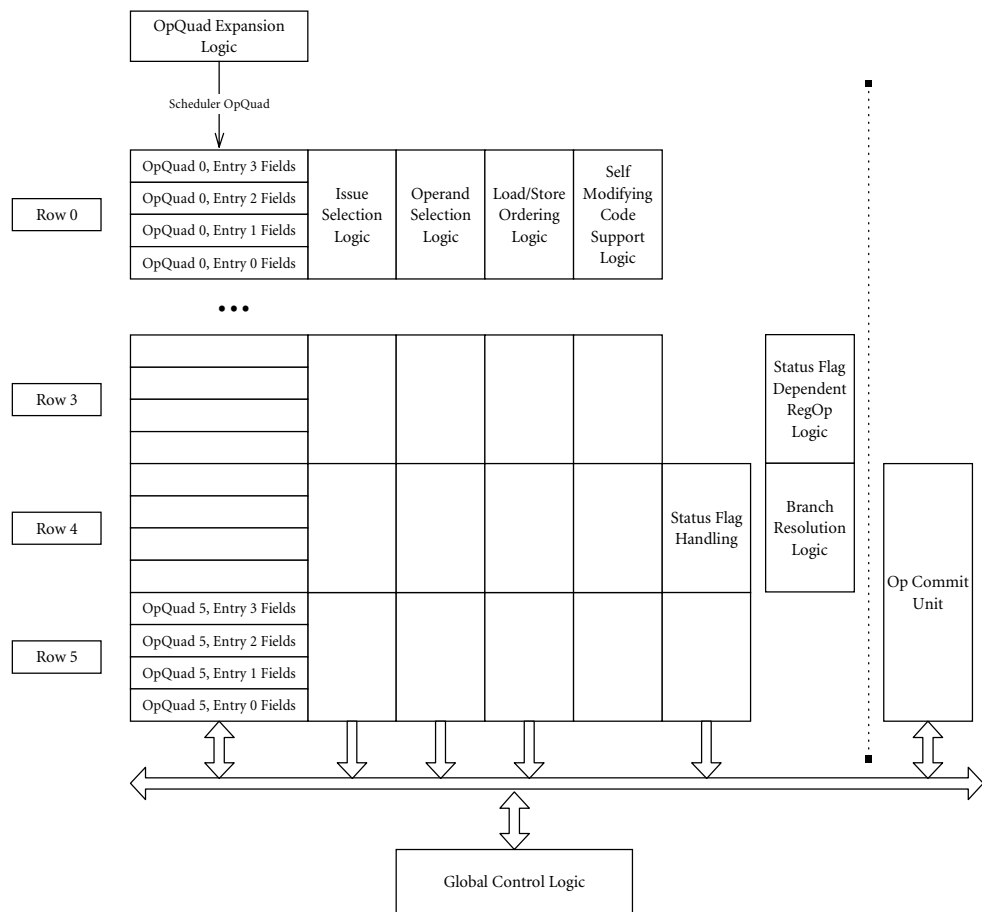 OpQuad Expansion
Logic
Scheduler OpQuad
Row 0
OpQuad 0, Entry 3 Fields
OpQuad 0, Entry 2 Fields
OpQuad 0, Entry 1 Fields
OpQuad 0, Entry 0 Fields
Issue
Selection
Logic
Operand
Selection
Logic
Load/Store
Ordering
Logic
Self
Modifying
Code
Support
Logic
Row 3
Status Flag
Dependent
RegOp
Logic
Row 4
Status Flag
Handling
Branch
Resolution
Logic
Op Commit
Unit
Row 5
OpQuad 5, Entry 3 Fields
OpQuad 5, Entry 2 Fields
OpQuad 5, Entry 1 Fields
OpQuad 5, Entry 0 Fields
Global Control Logic